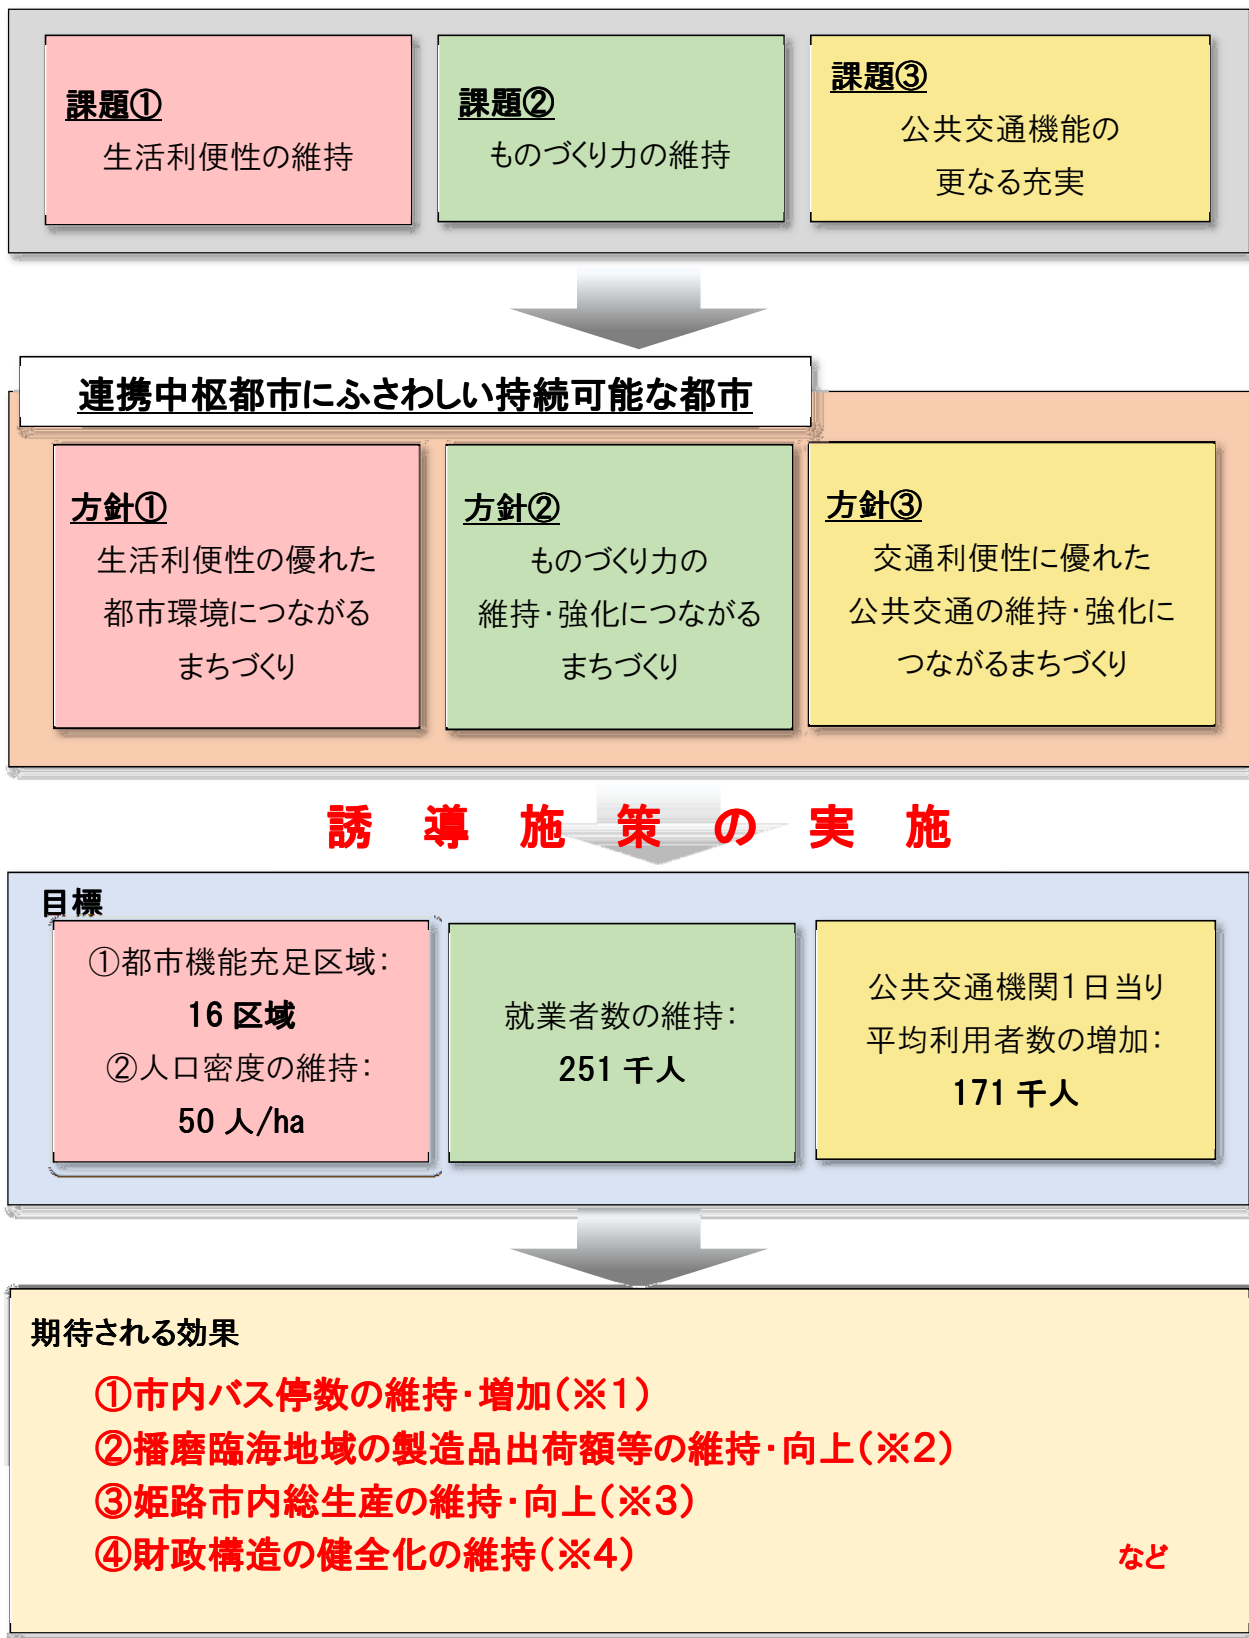 課題①
生活利便性の維持
課題②
ものづくり力の維持
課題③
公共交通機能の
更なる充実
連携中枢都市にふさわしい持続可能な都市
方針①
生活利便性の優れた
都市環境につながる
まちづくり
方針②
ものづくり力の
維持・強化につながる
まちづくり
方針③
交通利便性に優れた
公共交通の維持・強化に
つながるまちづくり
誘導施策の実施
目標
①都市機能充足区域：
16 区域
②人口密度の維持：
50 人/ha
就業者数の維持：
251 千人
公共交通機関1日当り
平均利用者数の増加：
171 千人
期待される効果
①市内バス停数の維持・増加（※1）
②播磨臨海地域の製造品出荷額等の維持・向上（※2）
③姫路市内総生産の維持・向上（※3）
④財政構造の健全化の維持（※4）
など